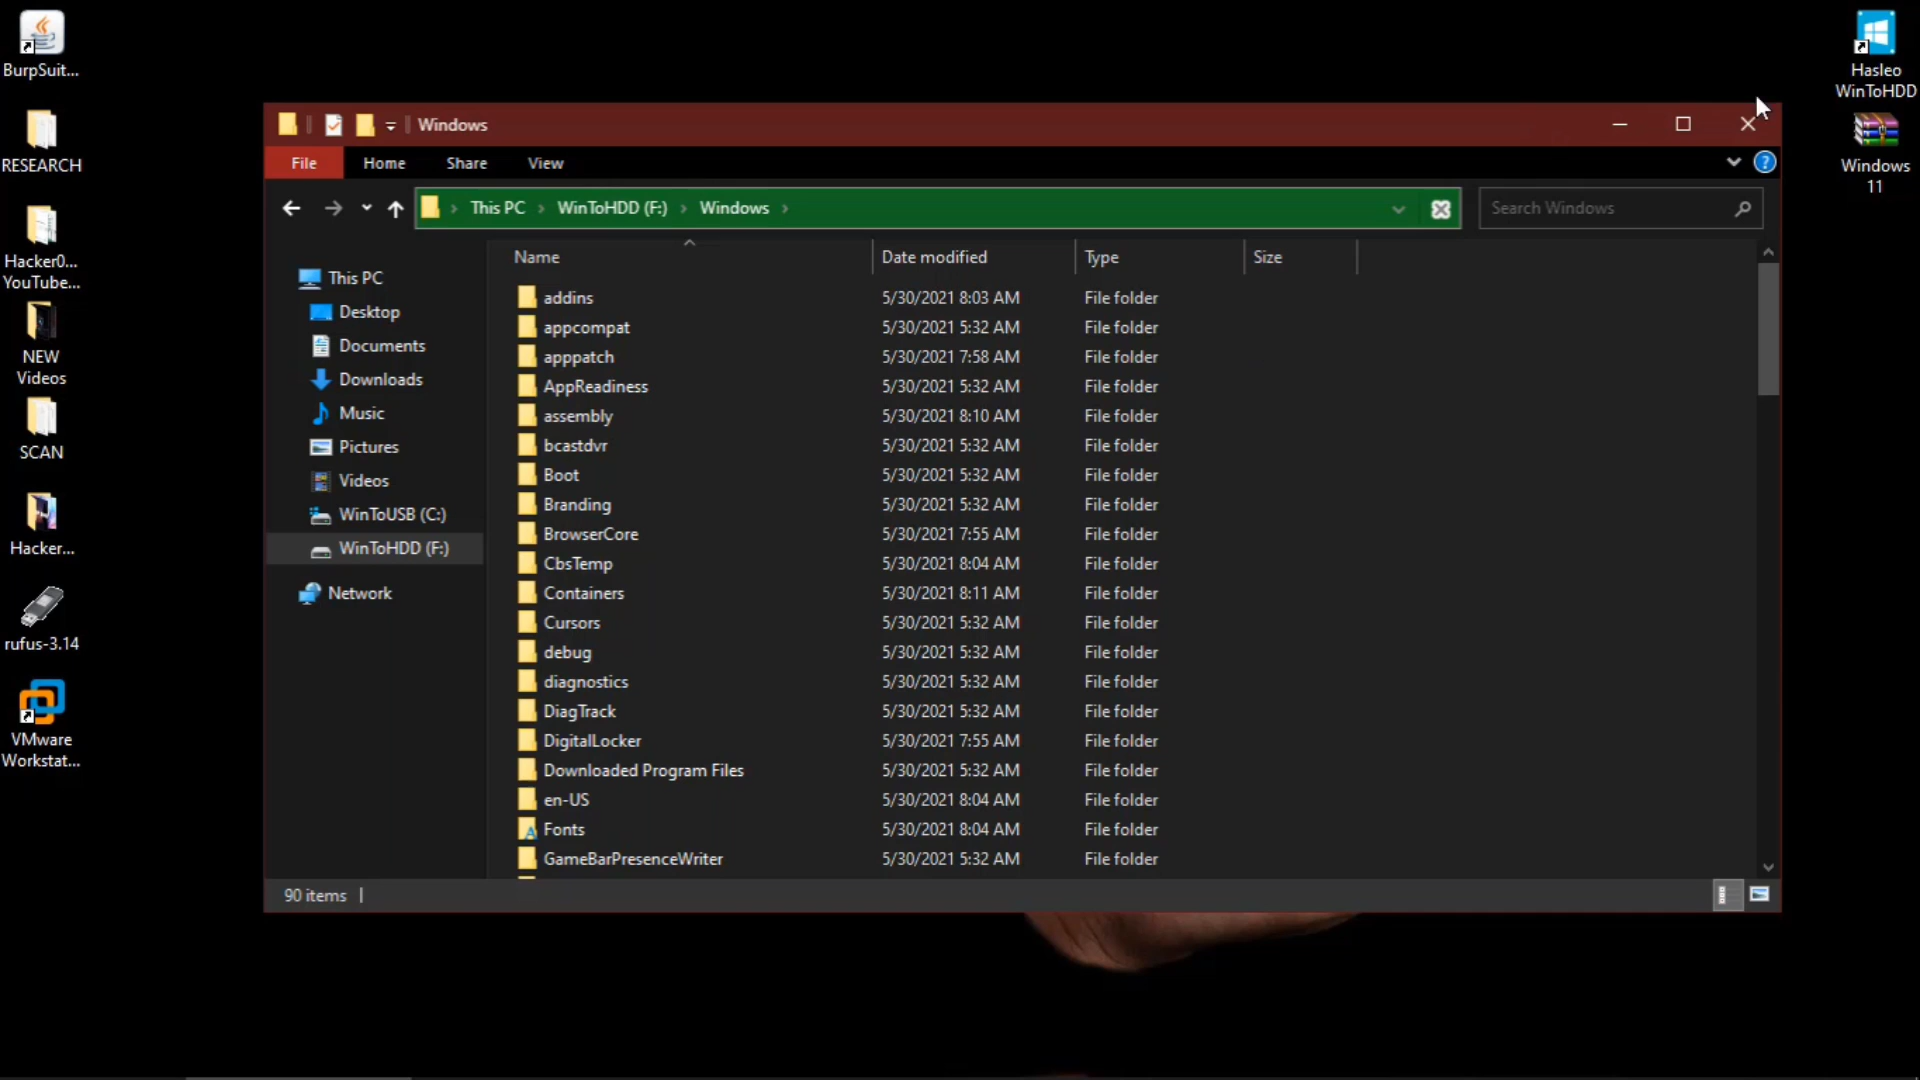 BurpSuit...
RESEARCH
Hacker0...
YouTube...
NEW
Videos
SCAN
Hacker...
rufus-3.14
VMware
Workstat...
Hasleo
WinToHDD
Windows
11
Windows
File Home Share View
This PC WinToHDD (F:) Windows
Search Windows
This PC
Desktop
Documents
Downloads
Music
Pictures
Videos
WinToUSB (C:)
WinToHDD (F:)
Network
Name Date modified Type Size
addins 5/30/2021 8:03 AM File folder
appcompat 5/30/2021 5:32 AM File folder
apppatch 5/30/2021 7:58 AM File folder
AppReadiness 5/30/2021 5:32 AM File folder
assembly 5/30/2021 8:10 AM File folder
bcastdvr 5/30/2021 5:32 AM File folder
Boot 5/30/2021 5:32 AM File folder
Branding 5/30/2021 5:32 AM File folder
BrowserCore 5/30/2021 7:55 AM File folder
CbsTemp 5/30/2021 8:04 AM File folder
Containers 5/30/2021 8:11 AM File folder
Cursors 5/30/2021 5:32 AM File folder
debug 5/30/2021 5:32 AM File folder
diagnostics 5/30/2021 5:32 AM File folder
DiagTrack 5/30/2021 5:32 AM File folder
DigitalLocker 5/30/2021 7:55 AM File folder
Downloaded Program Files 5/30/2021 5:32 AM File folder
en-US 5/30/2021 8:04 AM File folder
Fonts 5/30/2021 8:04 AM File folder
GameBarPresenceWriter 5/30/2021 5:32 AM File folder
90 items